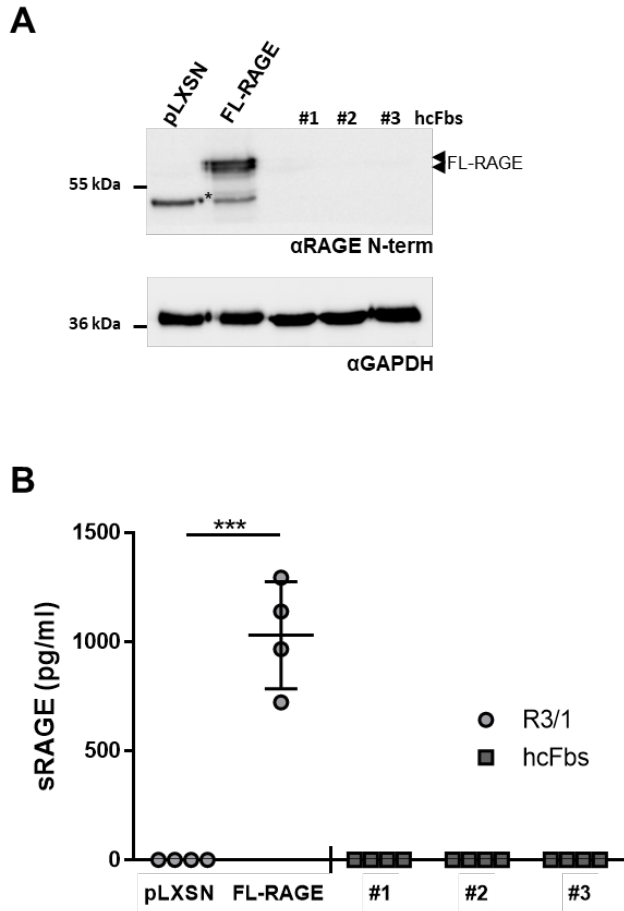 A
pLXSN FL-RAGE
#1 #2 #3 hcFbs
FL-RAGE
55 kDa
*
αRAGE N-term
36 kDa
αGAPDH
B
***
1500
1000
500
0
sRAGE (pg/ml)
R3/1
hcFbs
pLXSN FL-RAGE #1 #2 #3